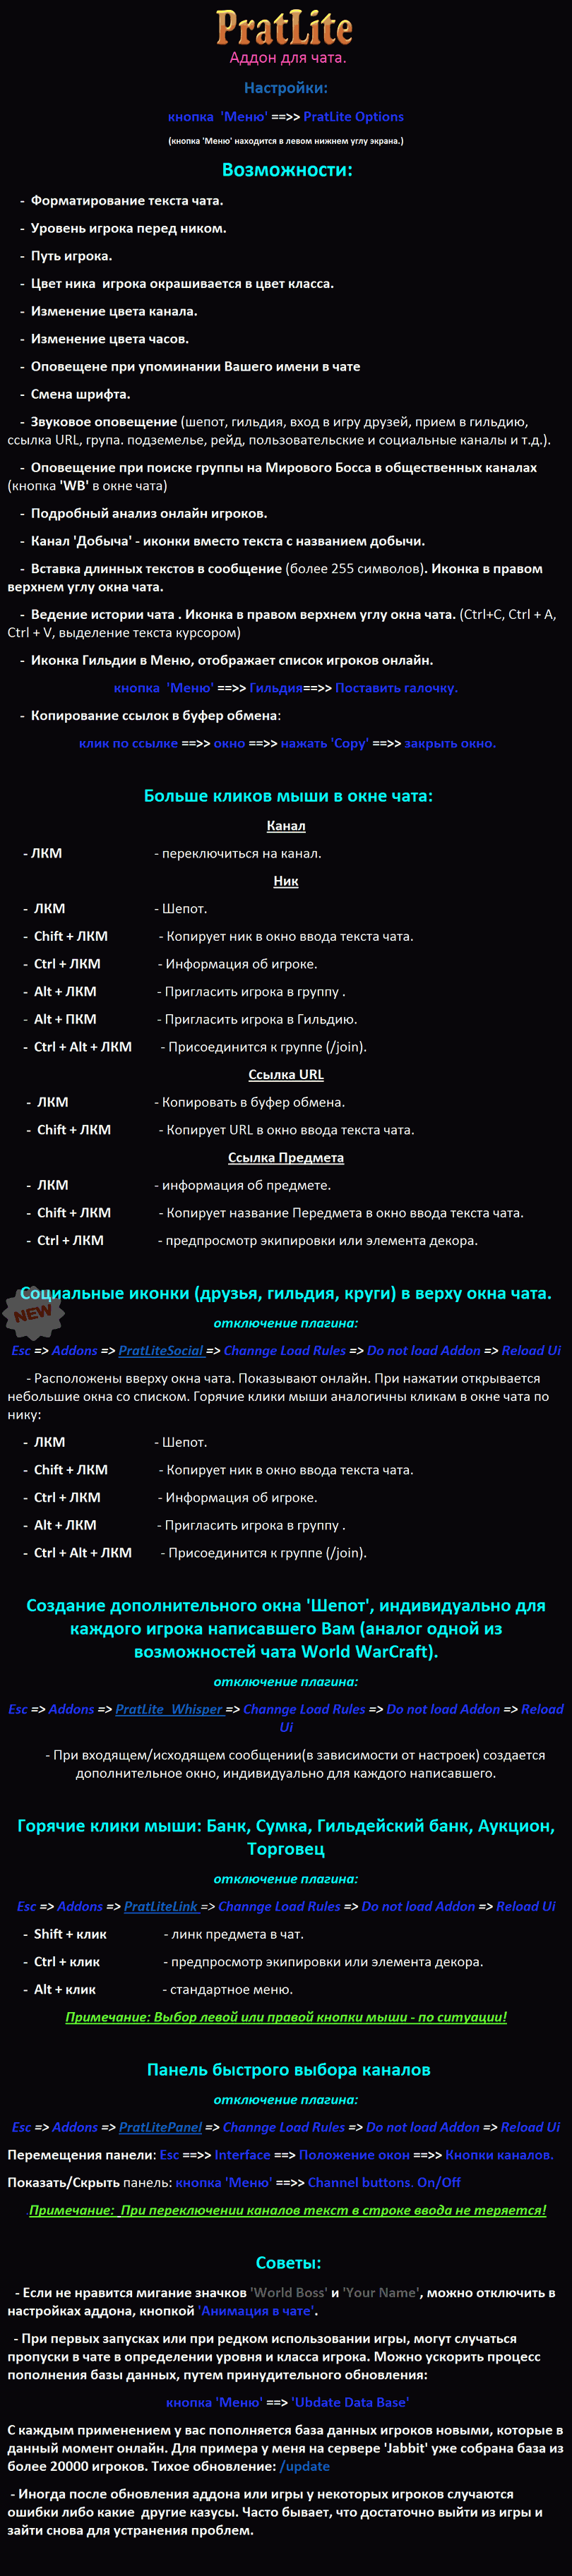 PratLite
Аддон для чата.
Настройки:
кнопка 'Меню' ==>> PratLite Options
(кнопка 'Меню' находится в левом нижнем углу экрана.)
Возможности:
- Форматирование текста чата.
- Уровень игрока перед ником.
- Путь игрока.
- Цвет ника игрока окрашивается в цвет класса.
- Изменение цвета канала.
- Изменение цвета часов.
- Оповещене при упоминании Вашего имени в чате
- Смена шрифта.
- Звуковое оповещение (шепот, гильдия, вход в игру друзей, прием в гильдию,
ссылка URL, група. подземелье, рейд, пользовательские и социальные каналы и т.д.).
- Оповещение при поиске группы на Мирового Босса в общественных каналах
(кнопка 'WB' в окне чата)
- Подробный анализ онлайн игроков.
- Канал 'Добыча' - иконки вместо текста с названием добычи.
- Вставка длинных текстов в сообщение (более 255 символов). Иконка в правом
верхнем углу окна чата.
- Ведение истории чата . Иконка в правом верхнем углу окна чата. (Ctrl+C, Ctrl + A,
Ctrl + V, выделение текста курсором)
- Иконка Гильдии в Меню, отображает список игроков онлайн.
кнопка 'Меню' ==>> Гильдия==>> Поставить галочку.
- Копирование ссылок в буфер обмена:
клик по ссылке ==>> окно ==>> нажать 'Copy' ==>> закрыть окно.
Больше кликов мыши в окне чата:
Канал
- ЛКМ - переключиться на канал.
Ник
- ЛКМ - Шепот.
- Chift + ЛКМ - Копирует ник в окно ввода текста чата.
- Ctrl + ЛКМ - Информация об игроке.
- Alt + ЛКМ - Пригласить игрока в группу .
- Alt + ПКМ - Пригласить игрока в Гильдию.
- Ctrl + Alt + ЛКМ - Присоединится к группе (/join).
Ссылка URL
- ЛКМ - Копировать в буфер обмена.
- Chift + ЛКМ - Копирует URL в окно ввода текста чата.
Ссылка Предмета
- ЛКМ - информация об предмете.
- Chift + ЛКМ - Копирует название Передмета в окно ввода текста чата.
- Ctrl + ЛКМ - предпросмотр экипировки или элемента декора.
NEW
Социальные иконки (друзья, гильдия, круги) в верху окна чата.
отключение плагина:
Esc => Addons => PratLiteSocial => Channge Load Rules => Do not load Addon => Reload Ui
- Расположены вверху окна чата. Показывают онлайн. При нажатии открывается
небольшие окна со списком. Горячие клики мыши аналогичны кликам в окне чата по
нику:
- ЛКМ - Шепот.
- Chift + ЛКМ - Копирует ник в окно ввода текста чата.
- Ctrl + ЛКМ - Информация об игроке.
- Alt + ЛКМ - Пригласить игрока в группу .
- Ctrl + Alt + ЛКМ - Присоединится к группе (/join).
Создание дополнительного окна 'Шепот', индивидуально для
каждого игрока написавшего Вам (аналог одной из
возможностей чата World WarCraft).
отключение плагина:
Esc => Addons => PratLite_Whisper => Channge Load Rules => Do not load Addon => Reload
Ui
- При входящем/исходящем сообщении(в зависимости от настроек) создается
дополнительное окно, индивидуально для каждого написавшего.
Горячие клики мыши: Банк, Сумка, Гильдейский банк, Аукцион,
Торговец
отключение плагина:
Esc => Addons => PratLiteLink => Channge Load Rules => Do not load Addon => Reload Ui
- Shift + клик - линк предмета в чат.
- Ctrl + клик - предпросмотр экипировки или элемента декора.
- Alt + клик - стандартное меню.
Примечание: Выбор левой или правой кнопки мыши - по ситуации!
Панель быстрого выбора каналов
отключение плагина:
Esc => Addons => PratLitePanel => Channge Load Rules => Do not load Addon => Reload Ui
Перемещения панели: Esc ==>> Interface ==> Положение окон ==>> Кнопки каналов.
Показать/Скрыть панель: кнопка 'Меню' ==>> Channel buttons. On/Off
.Примечание: При переключении каналов текст в строке ввода не теряется!
Советы:
- Если не нравится мигание значков 'World Boss' и 'Your Name', можно отключить в
настройках аддона, кнопкой 'Анимация в чате'.
- При первых запусках или при редком использовании игры, могут случаться
пропуски в чате в определении уровня и класса игрока. Можно ускорить процесс
пополнения базы данных, путем принудительного обновления:
кнопка 'Меню' ==> 'Ubdate Data Base'
С каждым применением у вас пополняется база данных игроков новыми, которые в
данный момент онлайн. Для примера у меня на сервере 'Jabbit' уже собрана база из
более 20000 игроков. Тихое обновление: /update
- Иногда после обновления аддона или игры у некоторых игроков случаются
ошибки либо какие другие казусы. Часто бывает, что достаточно выйти из игры и
зайти снова для устранения проблем.